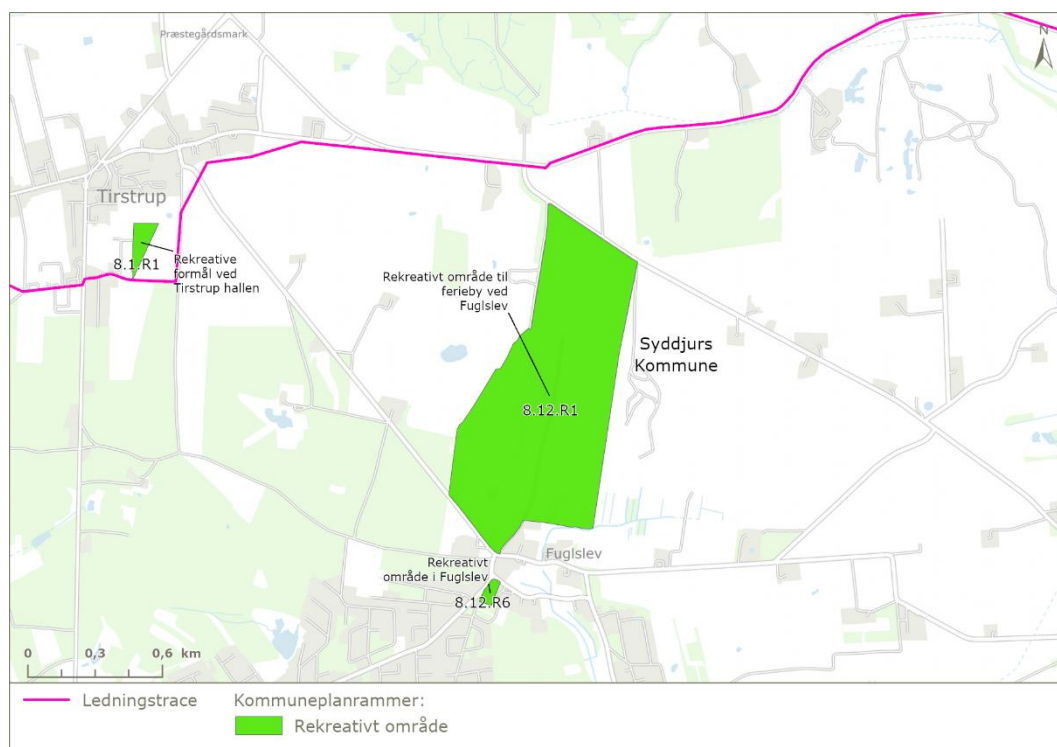 Præstegårdsmark
N
Tirstrup
8.1.R1
Rekreative
formål ved
Tirstrup hallen
Rekreativt område til
ferieby ved
Fuglslev
Syddjurs
Kommune
8.12.R1
Fuglslev
Rekreativt
område i Fuglslev
8.12.R6
0 0,3 0,6 km
Ledningstrace
Kommuneplanrammer:
Rekreativt område